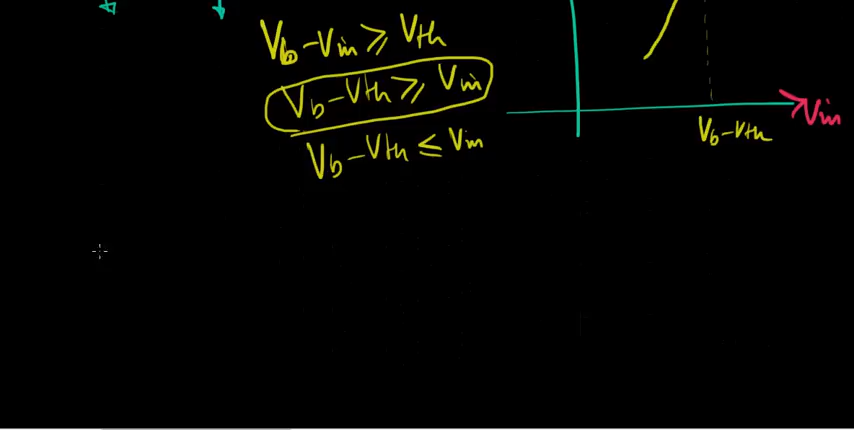 Vb-Vin ⩾ Vth
Vb-Vth ⩾ Vin
Vb-Vth ≤ Vin
Vin
Vb-Vth